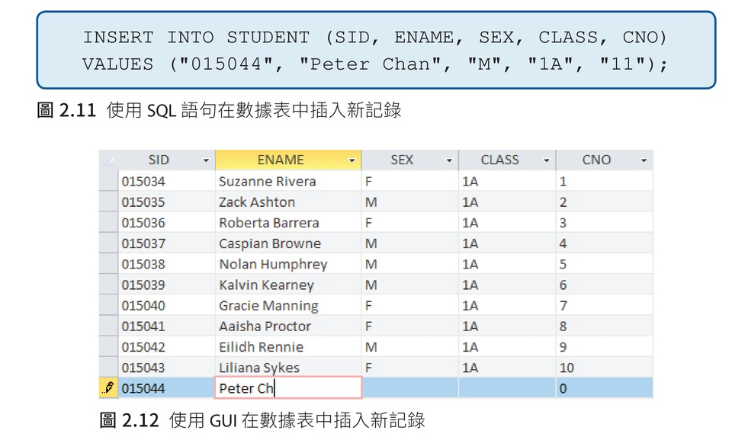 INSERT INTO STUDENT (SID, ENAME, SEX, CLASS, CNO)
VALUES ("015044", "Peter Chan", "M", "1A", "11");
圖 2.11 使用 SQL 語句在數據表中插入新記錄
SID ENAME SEX CLASS CNO
015034 Suzanne Rivera F 1A 1
015035 Zack Ashton M 1A 2
015036 Roberta Barrera F 1A 3
015037 Caspian Browne M 1A 4
015038 Nolan Humphrey M 1A 5
015039 Kalvin Kearney M 1A 6
015040 Gracie Manning F 1A 7
015041 Aaisha Proctor F 1A 8
015042 Eilidh Rennie M 1A 9
015043 Liliana Sykes F 1A 10
015044 Peter Ch 0
圖 2.12 使用 GUI 在數據表中插入新記錄